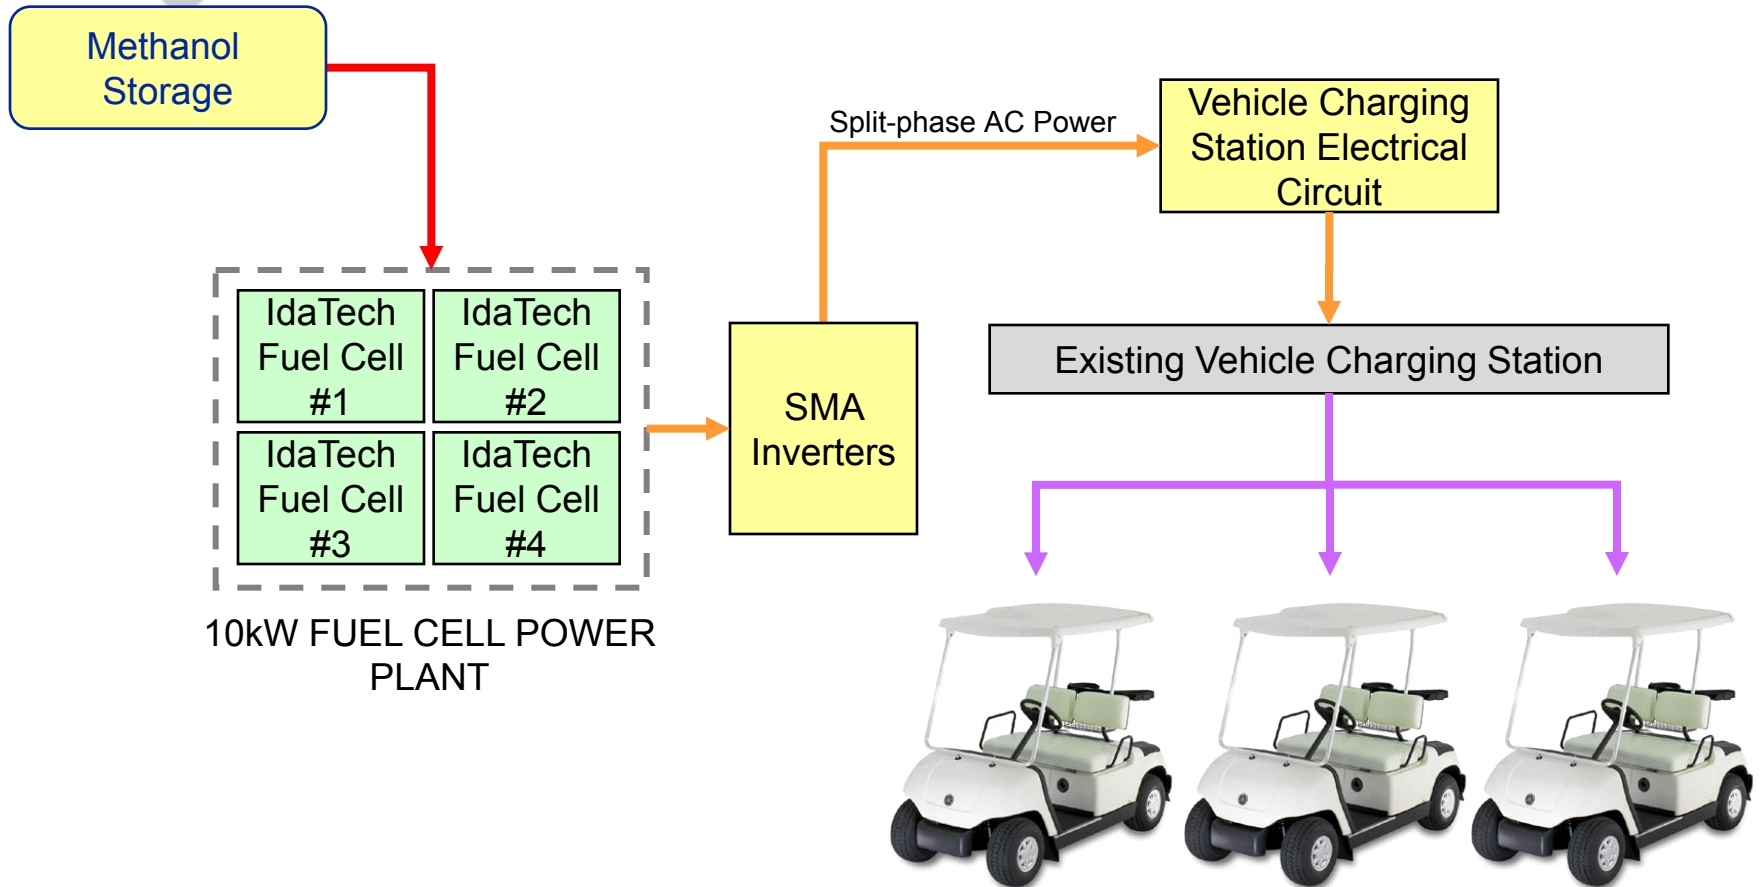 Methanol
Storage
Split-phase AC Power
Vehicle Charging
Station Electrical
Circuit
IdaTech
Fuel Cell
#1
IdaTech
Fuel Cell
#2
IdaTech
Fuel Cell
#3
IdaTech
Fuel Cell
#4
SMA
Inverters
Existing Vehicle Charging Station
10kW FUEL CELL POWER
PLANT